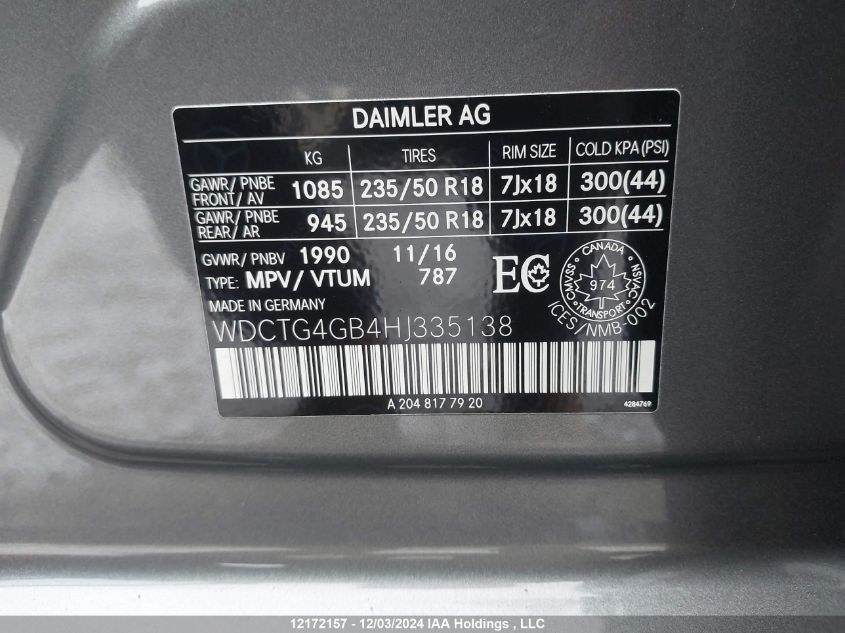 DAIMLER AG
KG TIRES RIM SIZE COLD KPA (PSI)
GAWR/ PNBE FRONT/ AV 1085 235/50 R18 7Jx18 300(44)
GAWR/ PNBE REAR/ AR 945 235/50 R18 7Jx18 300(44)
GVWR/ PNBV 1990 11/16
TYPE: MPV/ VTUM 787
EC
CANADA
CMVSS 974 NSVAC
TRANSPORT
ICES/NMB-002
MADE IN GERMANY
WDCTG4GB4HJ335138
A 204 817 79 20
4284769
12172157 - 12/03/2024 IAA Holdings , LLC